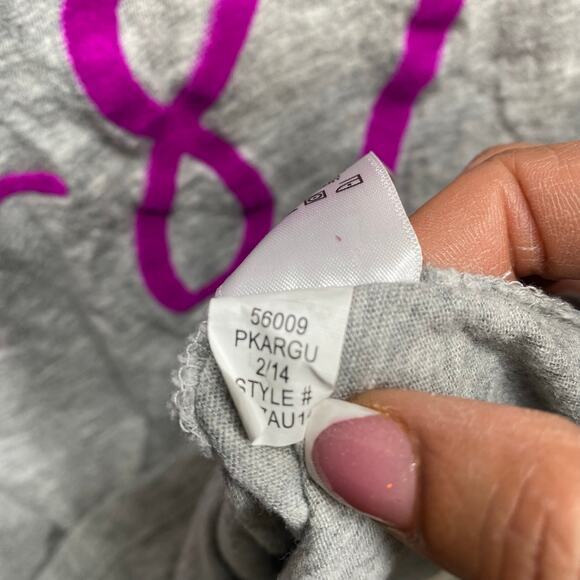 56009
PKARGU
2/14
STYLE #